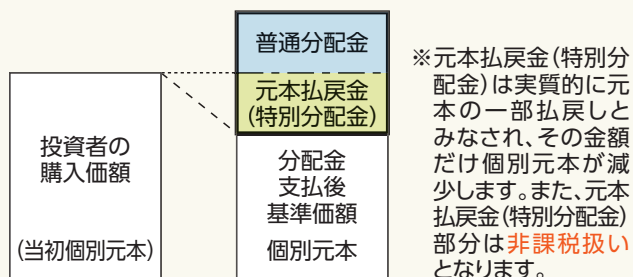 普通分配金
元本払戻金
(特別分配金)
投資者の
購入価額
(当初個別元本)
分配金
支払後
基準価額
個別元本
※元本払戻金(特別分
配金)は実質的に元
本の一部払戻しと
みなされ、その金額
だけ個別元本が減
少します。また、元本
払戻金(特別分配金)
部分は非課税扱い
となります。